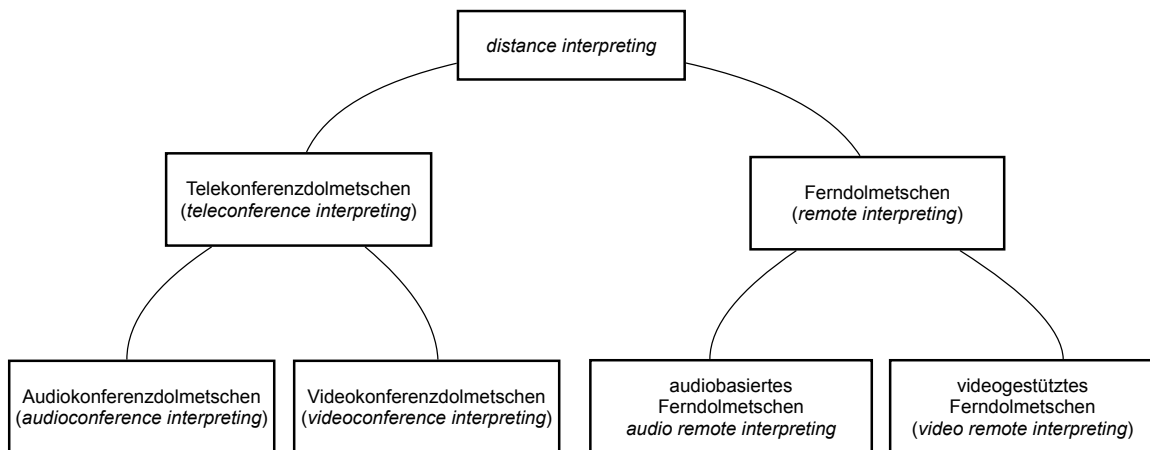 distance interpreting
Telekonferenzdolmetschen
(teleconference interpreting)
Ferndolmetschen
(remote interpreting)
Audiokonferenzdolmetschen
(audioconference interpreting)
Videokonferenzdolmetschen
(videoconference interpreting)
audiobasiertes
Ferndolmetschen
audio remote interpreting
videogestütztes
Ferndolmetschen
(video remote interpreting)